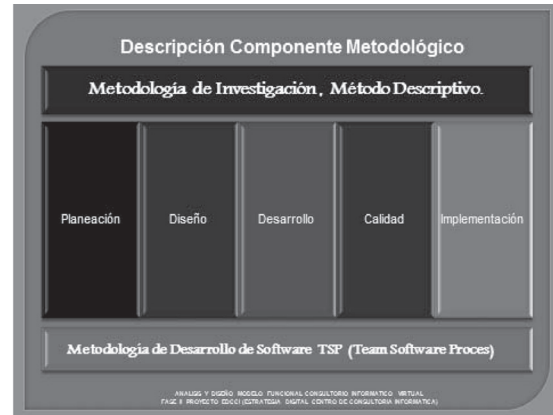 Descripción Componente Metodológico
Metodología de Investigación, Método Descriptivo.
Planeación
Diseño
Desarrollo
Calidad
Implementación
Metodología de Desarrollo de Software TSP (Team Software Proces)
ANALISIS Y DISEÑO MODELO FUNCIONAL CONSULTORIO INFORMATICO VIRTUAL
FASE II PROYECTO EDCCI (ESTRATEGIA DIGITAL CENTRO DE CONSULTORIA INFORMATICA)